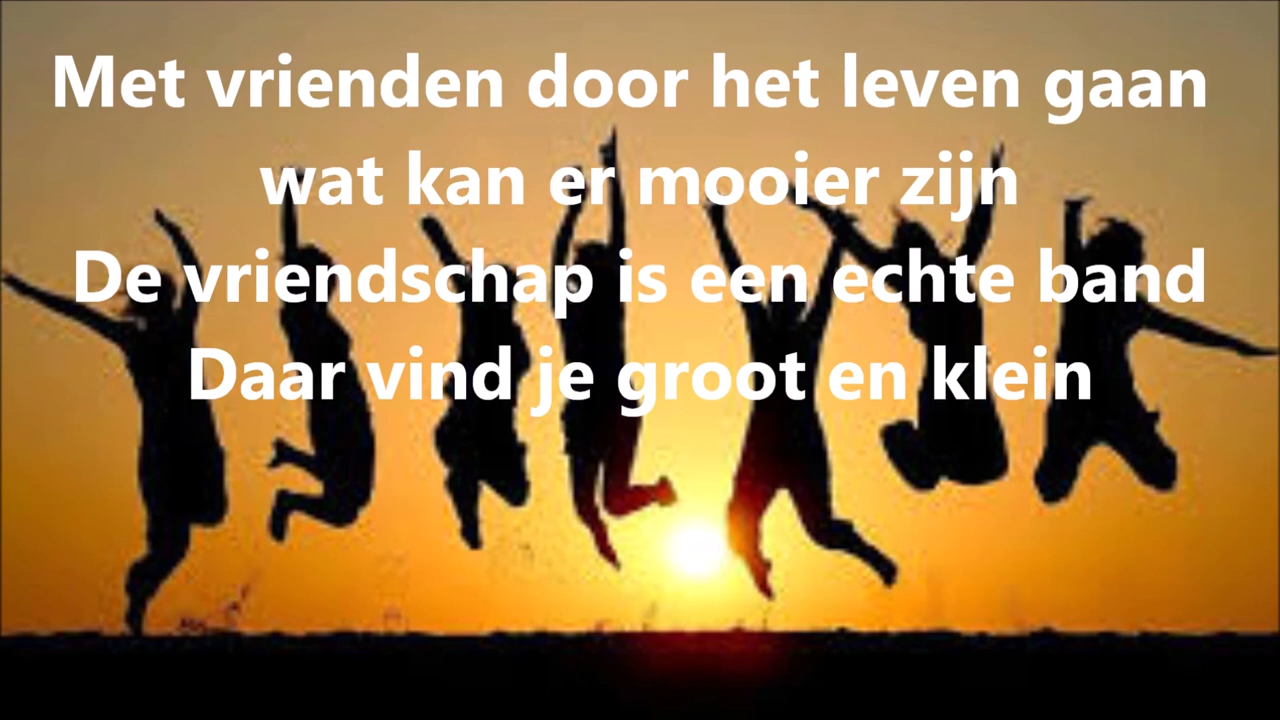 Met vrienden door het leven gaan
wat kan er mooier zijn
De vriendschap is een echte band
Daar vind je groot en klein